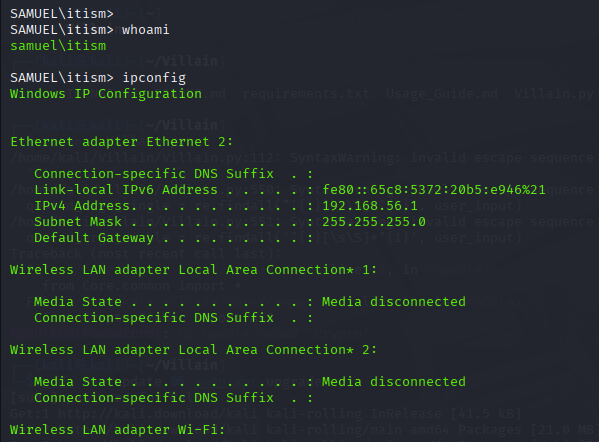 SAMUEL\itism>
SAMUEL\itism> whoami
samuel\itism
SAMUEL\itism> ipconfig
Windows IP Configuration
Ethernet adapter Ethernet 2:
Connection-specific DNS Suffix  . :
Link-local IPv6 Address . . . . . : fe80::65c8:5372:20b5:e946%21
IPv4 Address. . . . . . . . . . . : 192.168.56.1
Subnet Mask . . . . . . . . . . . : 255.255.255.0
Default Gateway . . . . . . . . . :
Wireless LAN adapter Local Area Connection* 1:
Media State . . . . . . . . . . . : Media disconnected
Connection-specific DNS Suffix  . :
Wireless LAN adapter Local Area Connection* 2:
Media State . . . . . . . . . . . : Media disconnected
Connection-specific DNS Suffix  . :
Wireless LAN adapter Wi-Fi: